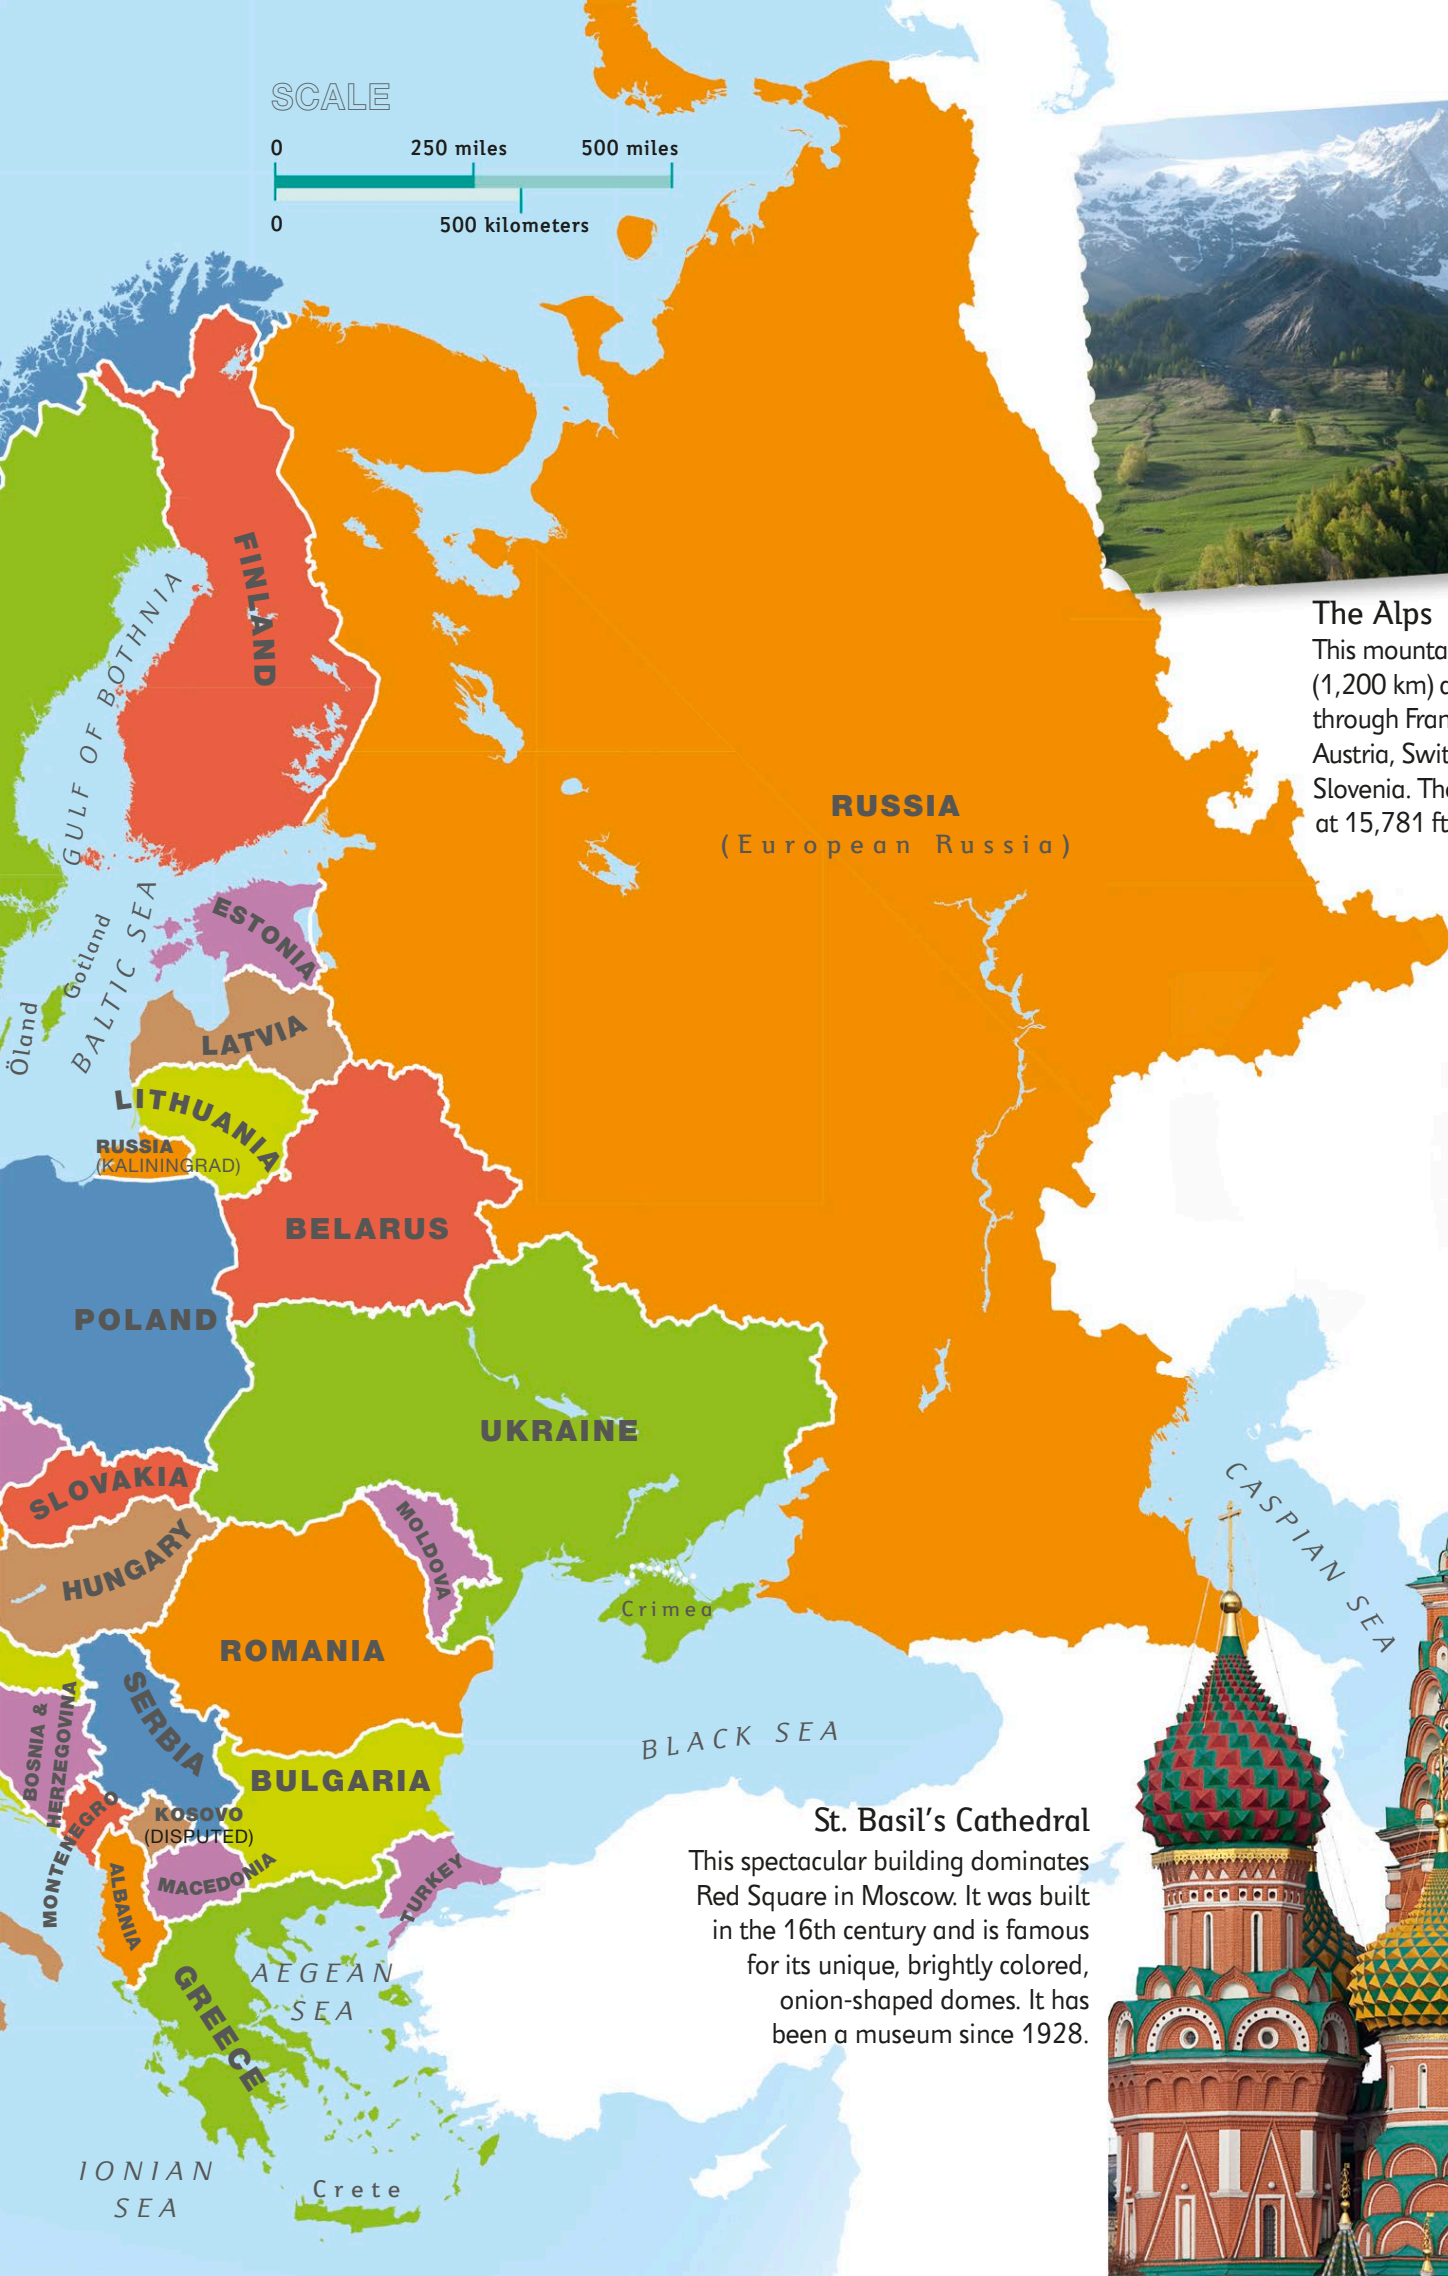 SCALE
0 250 miles 500 miles
0 500 kilometers
The Alps
This mounta
(1,200 km) a
through Fran
Austria, Swit
Slovenia. The
at 15,781 ft
FINLAND
GULF OF BOTHNIA
RUSSIA
(European Russia)
ESTONIA
BALTIC SEA
Gotland
Öland
LATVIA
LITHUANIA
RUSSIA
(KALININGRAD)
BELARUS
POLAND
UKRAINE
SLOVAKIA
CASPIAN SEA
MOLDOVA
HUNGARY
Crimea
ROMANIA
SERBIA
BOSNIA &
HERZEGOVINA
BLACK SEA
BULGARIA
KOSOVO
(DISPUTED)
MONTENEGRO
MACEDONIA
ALBANIA
TURKEY
St. Basil's Cathedral
This spectacular building dominates
Red Square in Moscow. It was built
in the 16th century and is famous
for its unique, brightly colored,
onion-shaped domes. It has
been a museum since 1928.
GREECE
AEGEAN
SEA
IONIAN
SEA
Crete